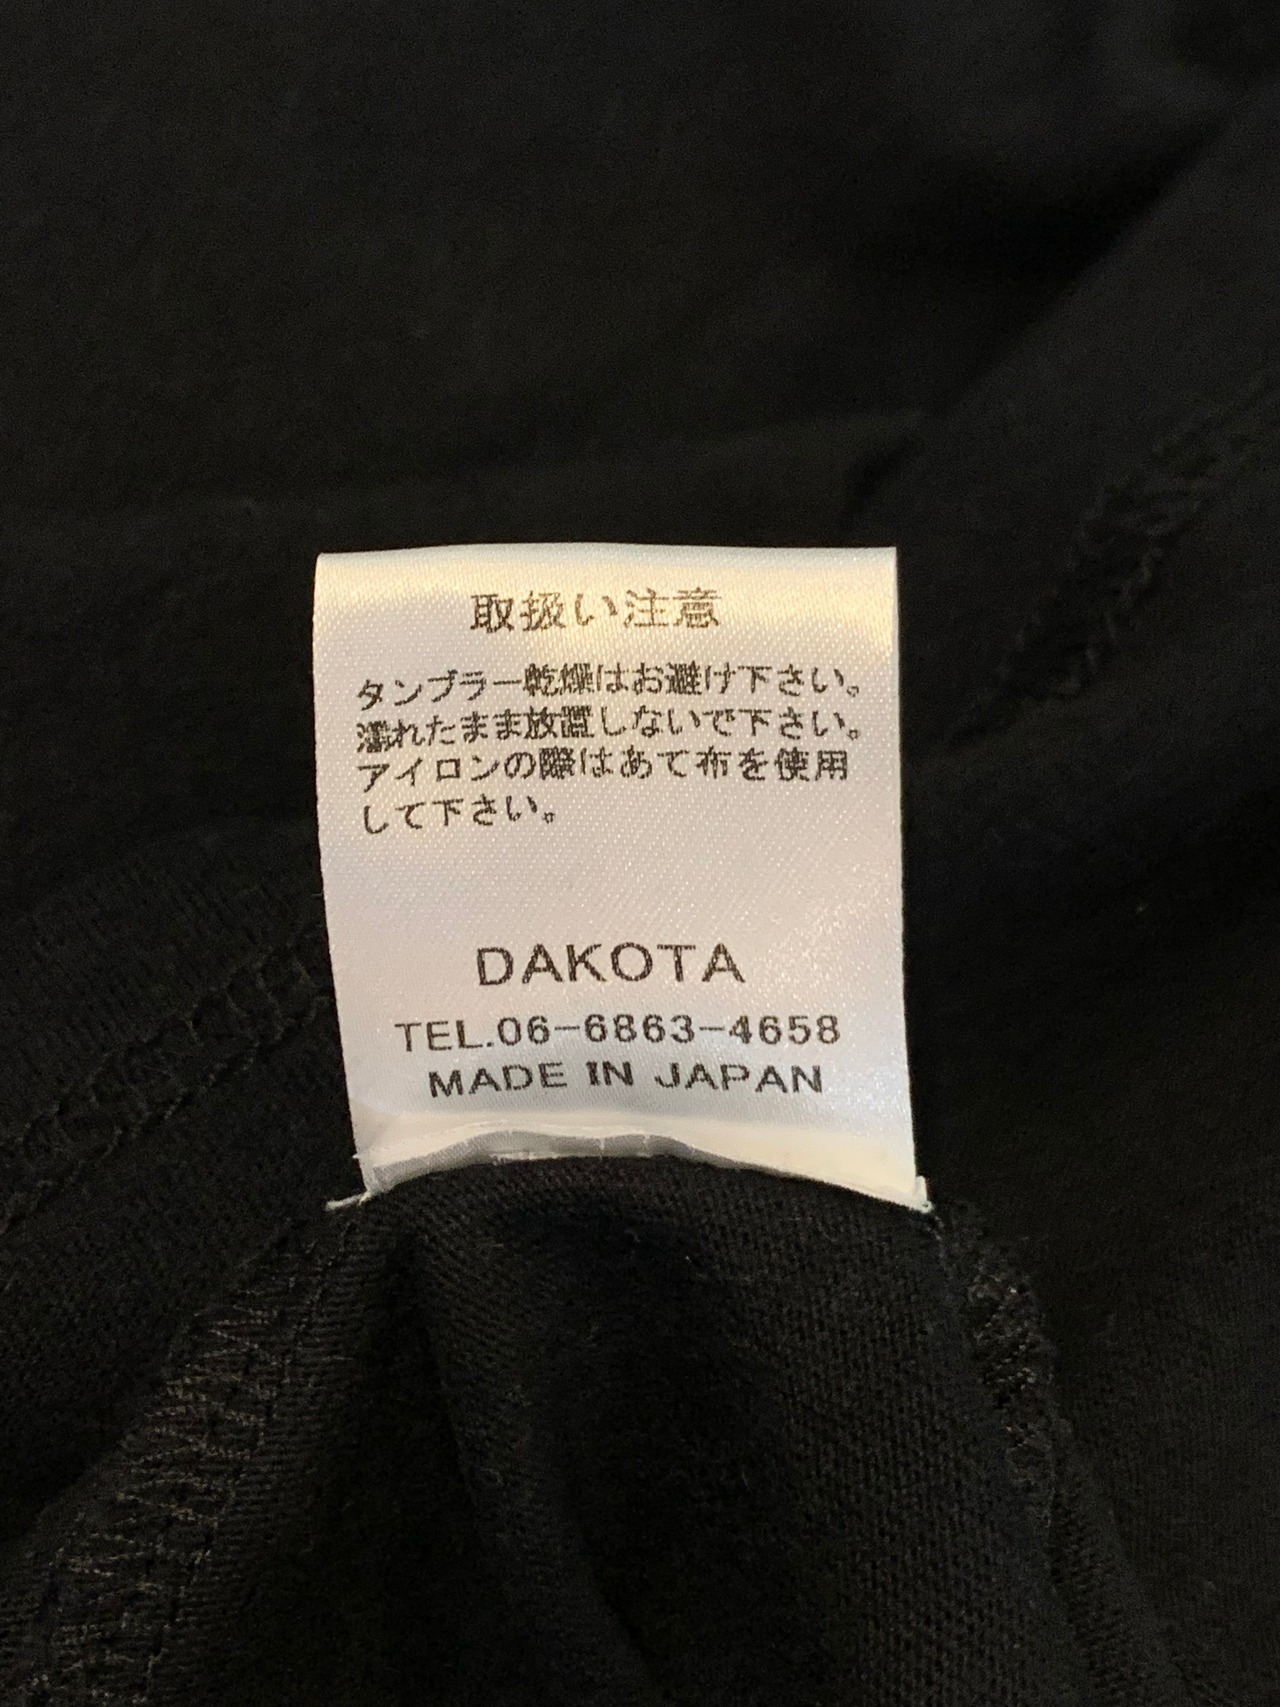 取扱い注意
タンブラー乾燥はお避け下さい。
濡れたまま放置しないで下さい。
アイロンの際はあて布を使用
して下さい。
DAKOTA
TEL.06-6863-4658
MADE IN JAPAN